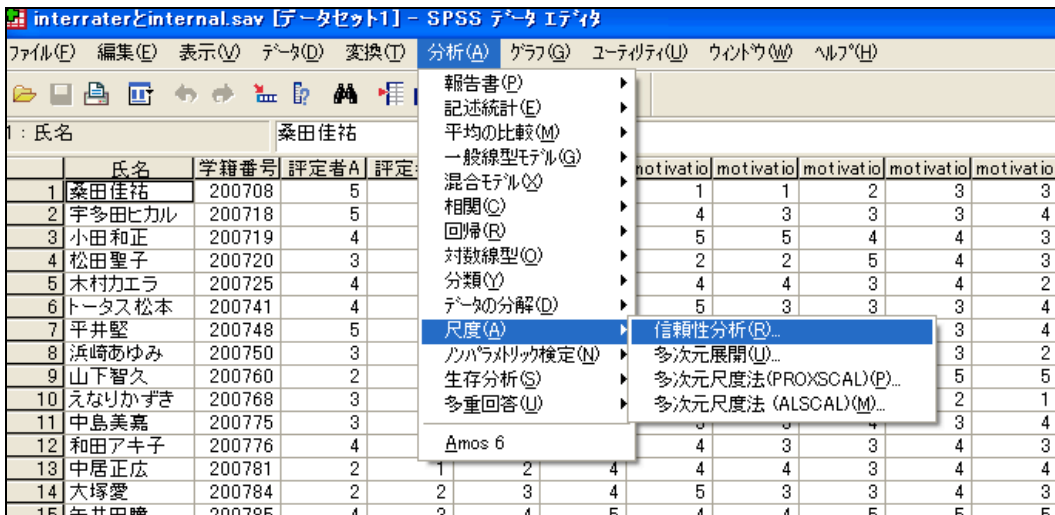 interraterとinternal.sav [データセット1] - SPSS データ エディタ
ファイル(F) 編集(E) 表示(V) データ(D) 変換(T) 分析(A) グラフ(G) ユーティリティ(U) ウィンドウ(W) ヘルプ(H)
1 : 氏名 桑田佳祐
報告書(P)
記述統計(E)
平均の比較(M)
一般線型モデル(G)
混合モデル(X)
相関(C)
回帰(R)
対数線型(O)
分類(Y)
データの分解(D)
尺度(A)
ノンパラメトリック検定(N)
生存分析(S)
多重回答(U)
Amos 6
信頼性分析(R)...
多次元展開(U)...
多次元尺度法(PROXSCAL)(P)...
多次元尺度法 (ALSCAL)(M)...
氏名 学籍番号 評定者A 評定 motivatio motivatio motivatio motivatio motivatio
1 桑田佳祐 200708 5 1 1 2 3 3
2 宇多田ヒカル 200718 5 4 3 3 3 4
3 小田和正 200719 4 5 5 4 4 3
4 松田聖子 200720 3 2 2 5 4 3
5 木村カエラ 200725 4 4 4 3 4 2
6 トータス松本 200741 4 5 3 3 3 4
7 平井堅 200748 5 3 4
8 浜崎あゆみ 200750 3 3 2
9 山下智久 200760 2 5 5
10 えなりかずき 200768 3 2 1
11 中島美嘉 200775 3 3 4
12 和田アキ子 200776 4 4 3 3 4 3
13 中居正広 200781 2 1 2 4 4 4 3 4 4
14 大塚愛 200784 2 2 3 4 5 3 3 4 3
15 矢井田瞳 200785 4 3 4 5 4 4 5 5 5